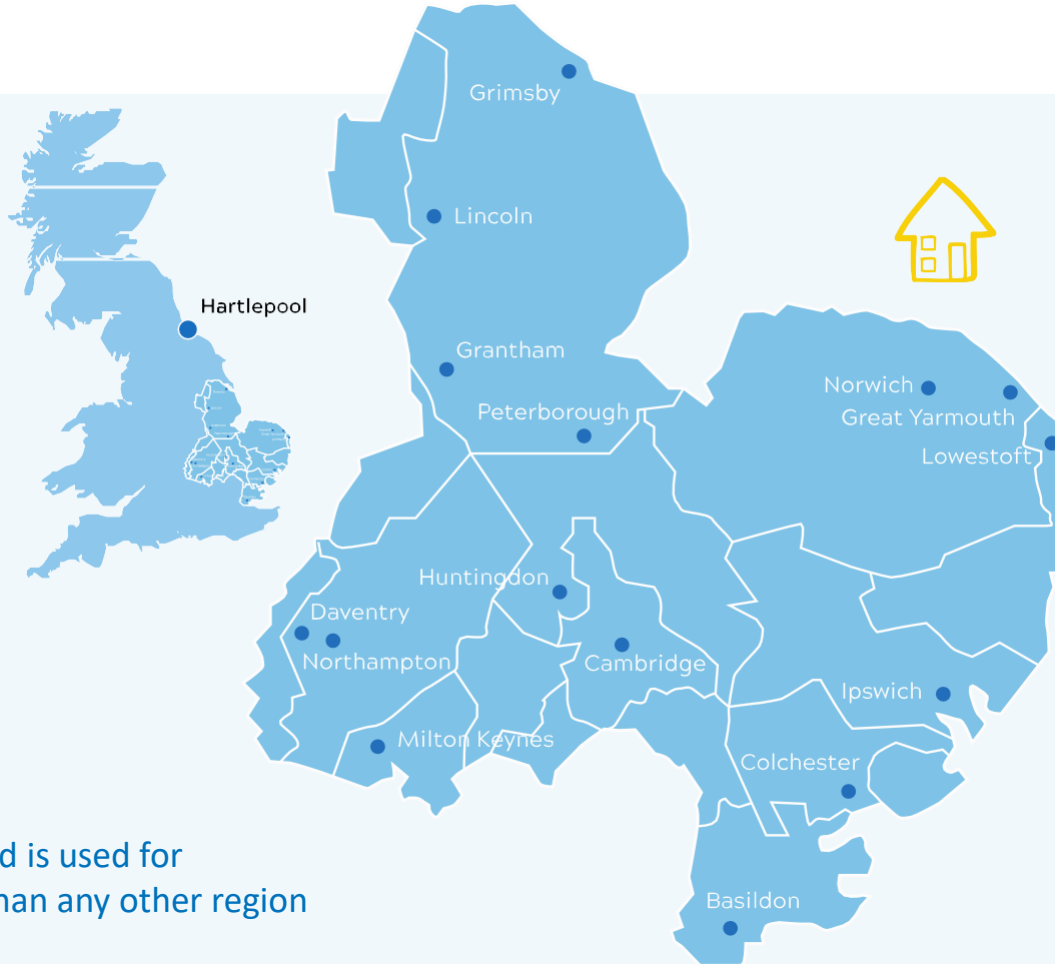 Grimsby
Lincoln
Hartlepool
Grantham
Norwich
Peterborough
Great Yarmouth
Lowestoft
Huntingdon
Daventry
Northampton
Cambridge
Ipswich
Milton Keynes
Colchester
d is used for
han any other region
Basildon